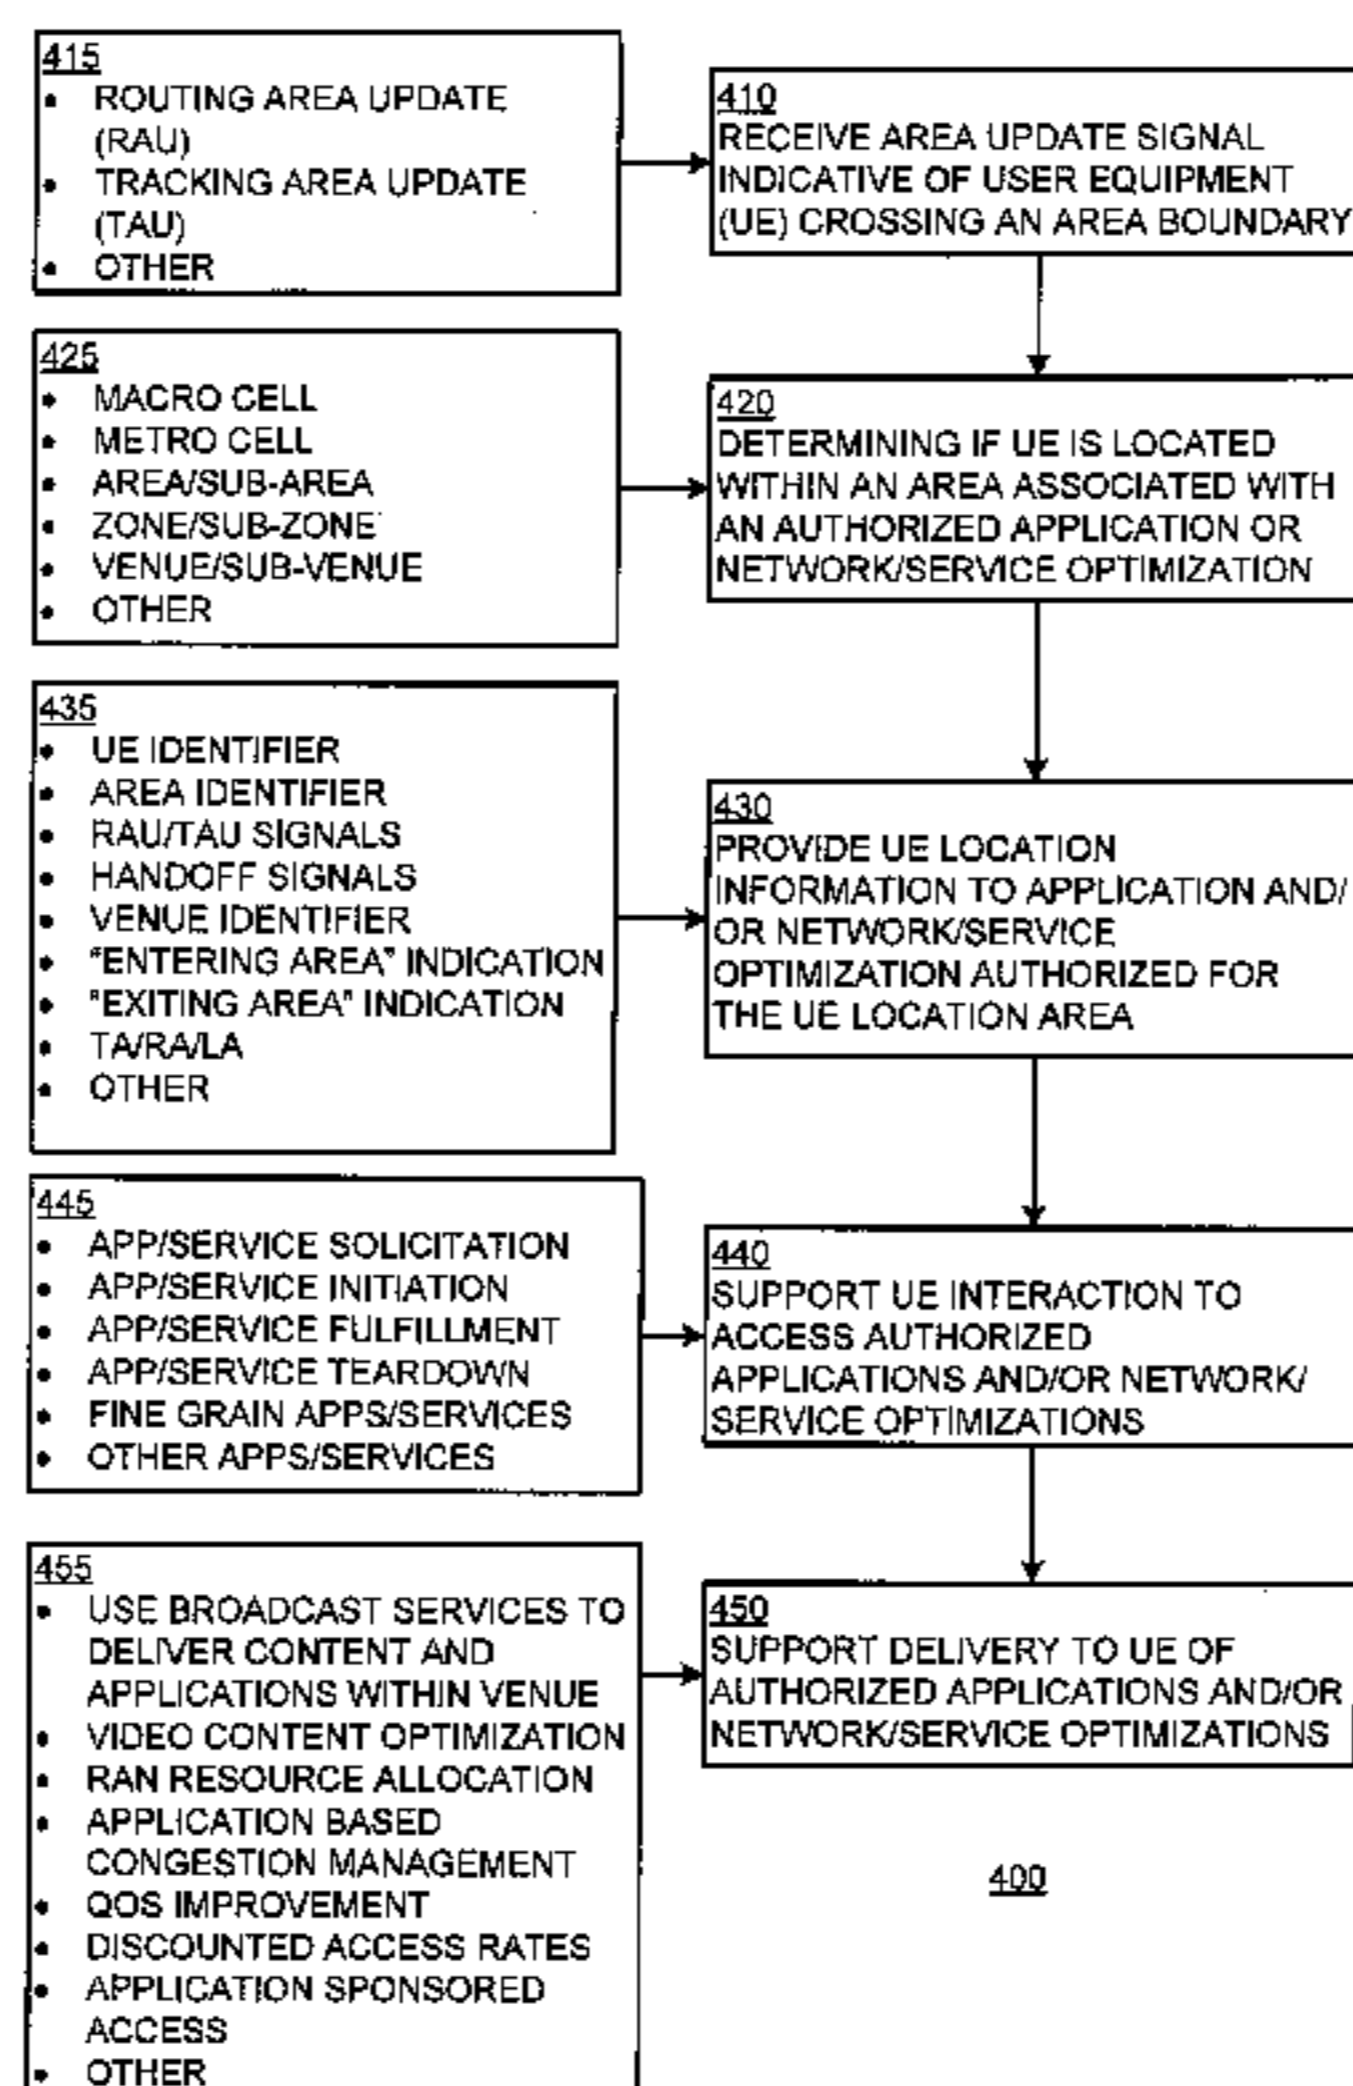 415
• ROUTING AREA UPDATE
(RAU)
• TRACKING AREA UPDATE
(TAU)
• OTHER
410
RECEIVE AREA UPDATE SIGNAL
INDICATIVE OF USER EQUIPMENT
(UE) CROSSING AN AREA BOUNDARY
425
• MACRO CELL
• METRO CELL
• AREA/SUB-AREA
• ZONE/SUB-ZONE
• VENUE/SUB-VENUE
• OTHER
420
DETERMINING IF UE IS LOCATED
WITHIN AN AREA ASSOCIATED WITH
AN AUTHORIZED APPLICATION OR
NETWORK/SERVICE OPTIMIZATION
435
• UE IDENTIFIER
• AREA IDENTIFIER
• RAU/TAU SIGNALS
• HANDOFF SIGNALS
• VENUE IDENTIFIER
• "ENTERING AREA" INDICATION
• "EXITING AREA" INDICATION
• TA/RA/LA
• OTHER
430
PROVIDE UE LOCATION
INFORMATION TO APPLICATION AND/
OR NETWORK/SERVICE
OPTIMIZATION AUTHORIZED FOR
THE UE LOCATION AREA
445
• APP/SERVICE SOLICITATION
• APP/SERVICE INITIATION
• APP/SERVICE FULFILLMENT
• APP/SERVICE TEARDOWN
• FINE GRAIN APPS/SERVICES
• OTHER APPS/SERVICES
440
SUPPORT UE INTERACTION TO
ACCESS AUTHORIZED
APPLICATIONS AND/OR NETWORK/
SERVICE OPTIMIZATIONS
455
• USE BROADCAST SERVICES TO
DELIVER CONTENT AND
APPLICATIONS WITHIN VENUE
• VIDEO CONTENT OPTIMIZATION
• RAN RESOURCE ALLOCATION
• APPLICATION BASED
CONGESTION MANAGEMENT
• QOS IMPROVEMENT
• DISCOUNTED ACCESS RATES
• APPLICATION SPONSORED
ACCESS
• OTHER
450
SUPPORT DELIVERY TO UE OF
AUTHORIZED APPLICATIONS AND/OR
NETWORK/SERVICE OPTIMIZATIONS
400